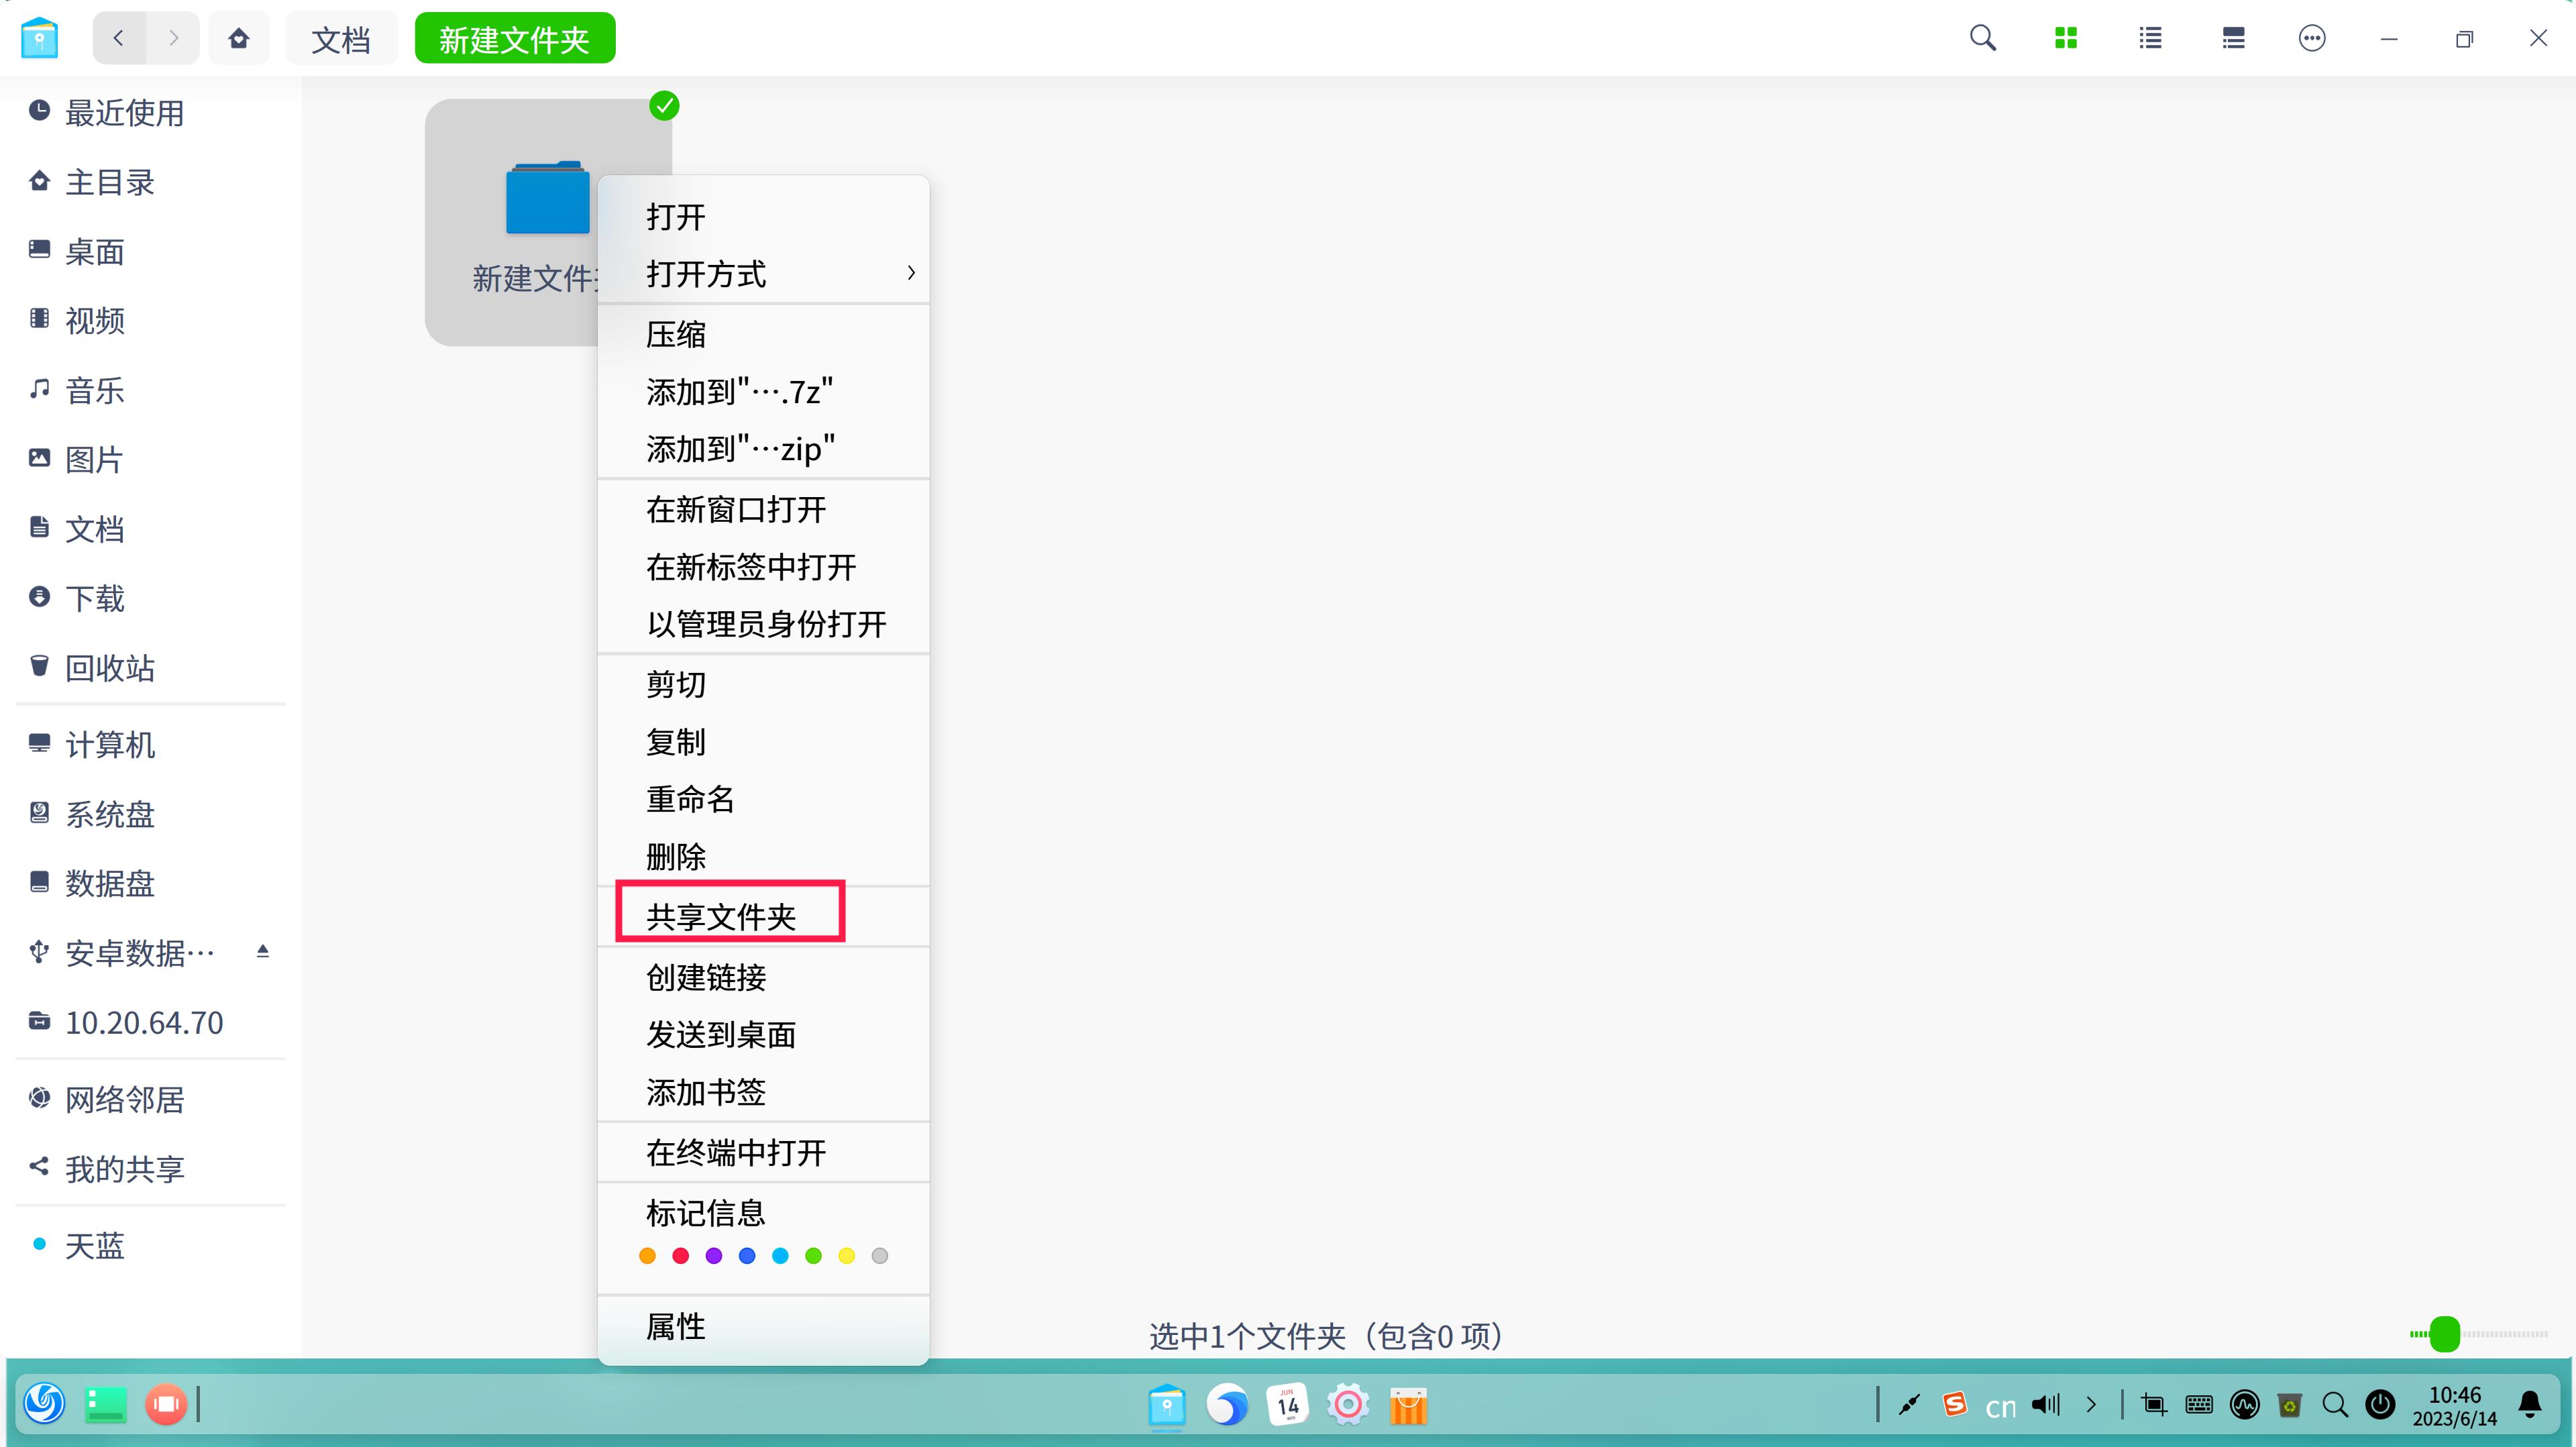 文档
新建文件夹
最近使用
主目录
桌面
视频
音乐
图片
文档
下载
回收站
计算机
系统盘
数据盘
安卓数据…
10.20.64.70
网络邻居
我的共享
天蓝
新建文件
打开
打开方式
压缩
添加到"….7z"
添加到"…zip"
在新窗口打开
在新标签中打开
以管理员身份打开
剪切
复制
重命名
删除
共享文件夹
创建链接
发送到桌面
添加书签
在终端中打开
标记信息
属性
选中1个文件夹（包含0 项）
JUN
14
S
cn
10:46
2023/6/14